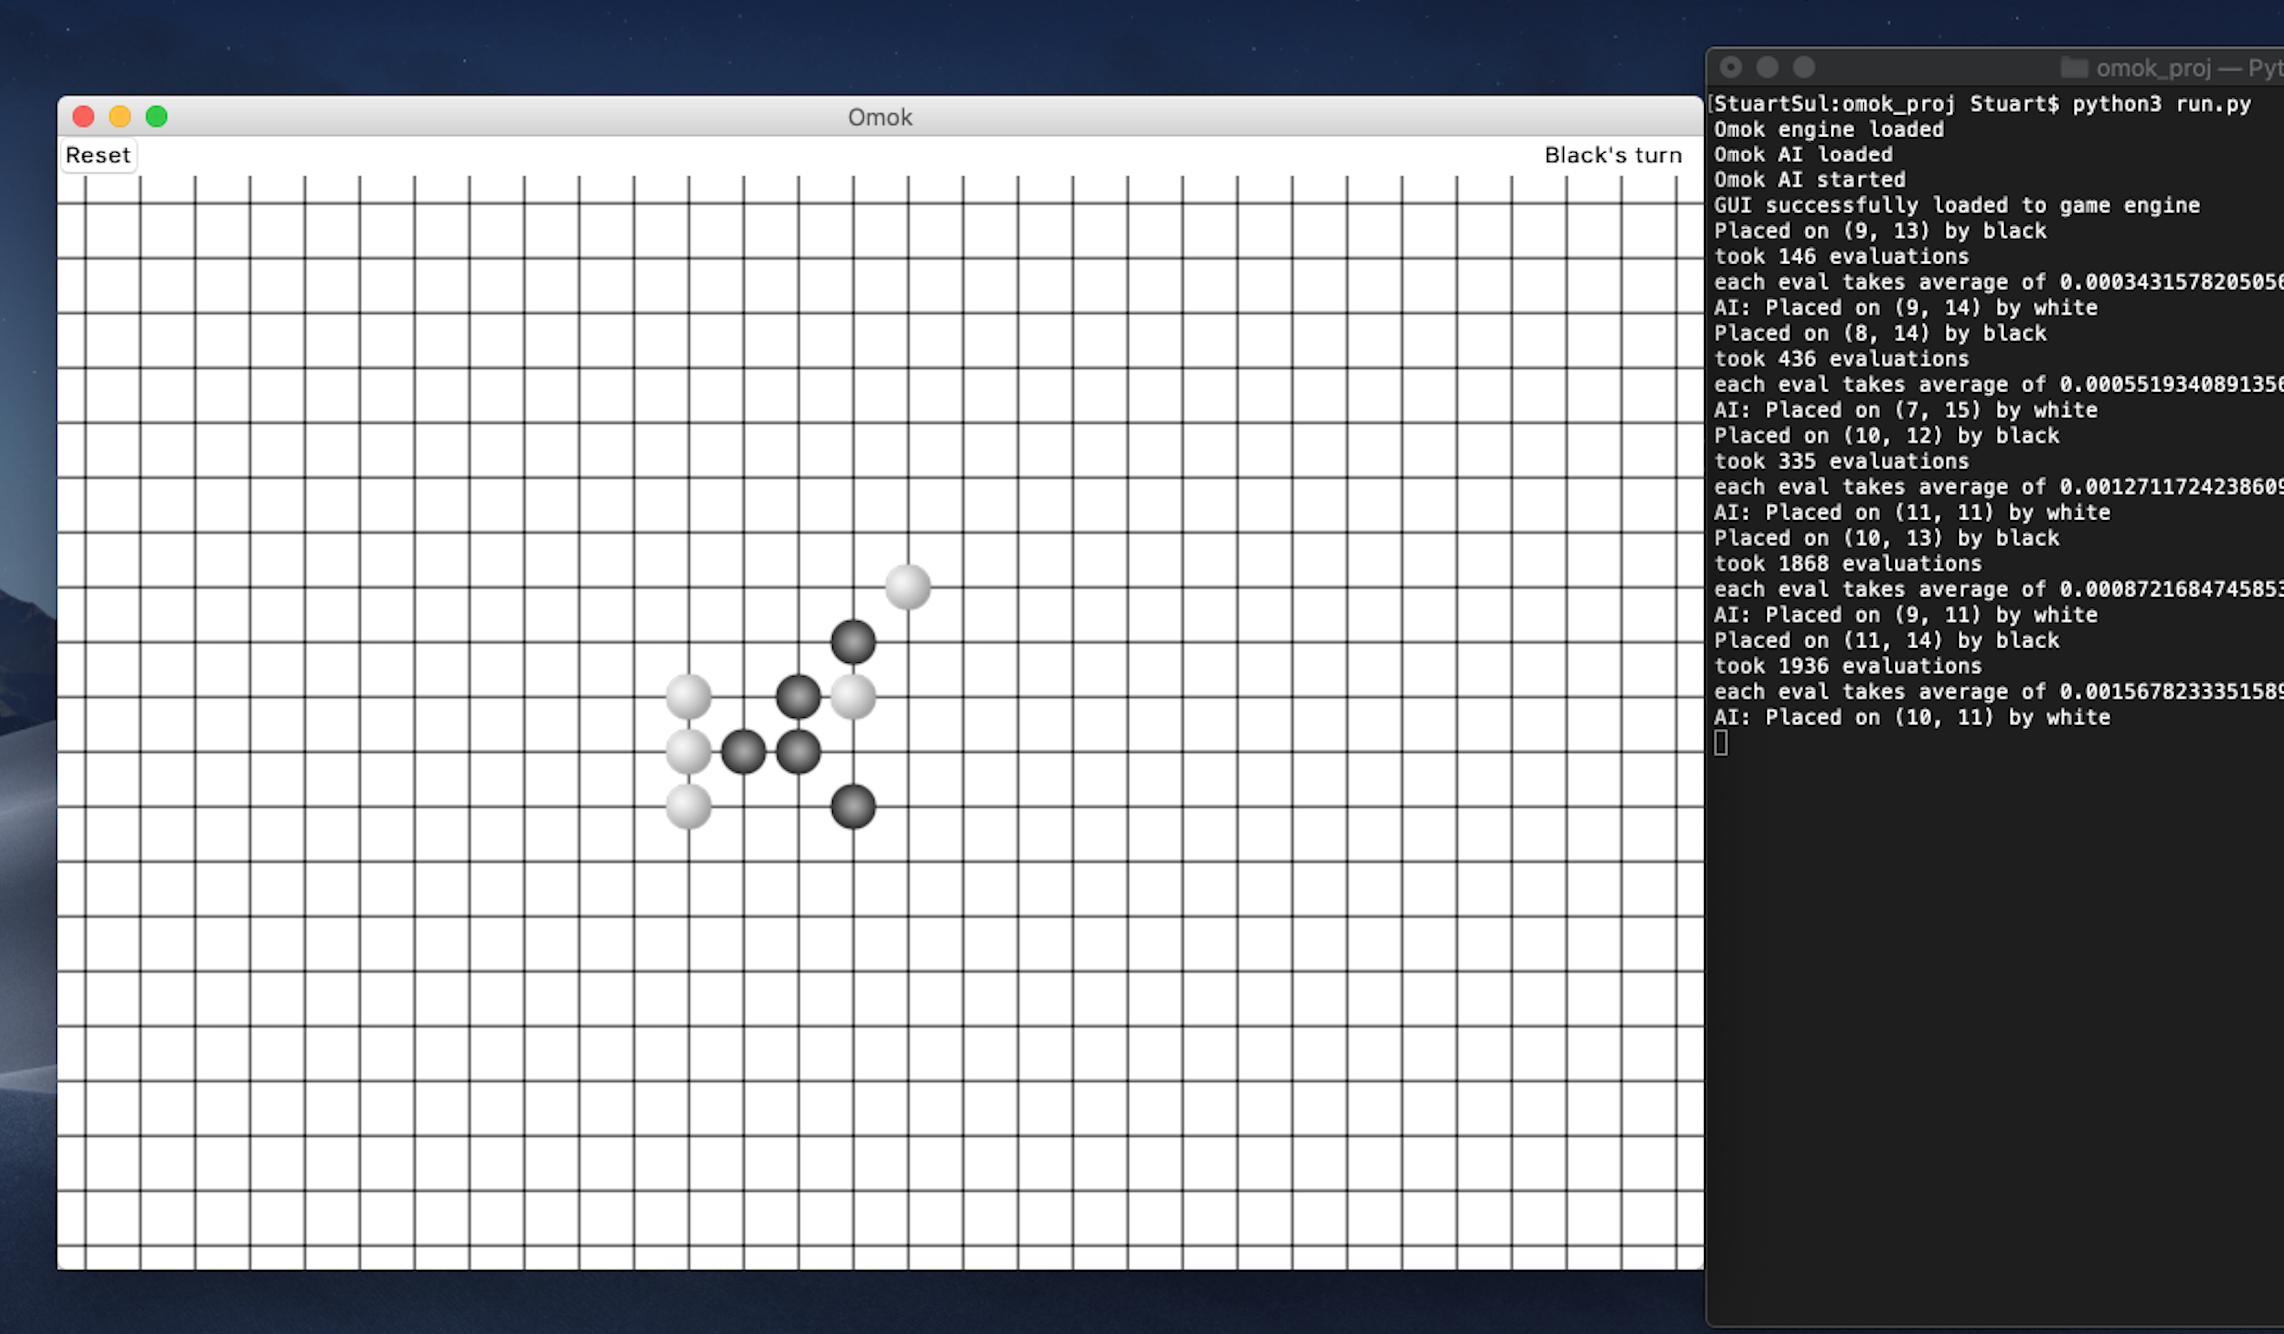 Omok
Reset
Black's turn
omok_proj — Pyt
[StuartSul:omok_proj Stuart$ python3 run.py
Omok engine loaded
Omok AI loaded
Omok AI started
GUI successfully loaded to game engine
Placed on (9, 13) by black
took 146 evaluations
each eval takes average of 0.0003431578205056
AI: Placed on (9, 14) by white
Placed on (8, 14) by black
took 436 evaluations
each eval takes average of 0.0005519340891356
AI: Placed on (7, 15) by white
Placed on (10, 12) by black
took 335 evaluations
each eval takes average of 0.0012711724238609
AI: Placed on (11, 11) by white
Placed on (10, 13) by black
took 1868 evaluations
each eval takes average of 0.0008721684745853
AI: Placed on (9, 11) by white
Placed on (11, 14) by black
took 1936 evaluations
each eval takes average of 0.0015678233351589
AI: Placed on (10, 11) by white